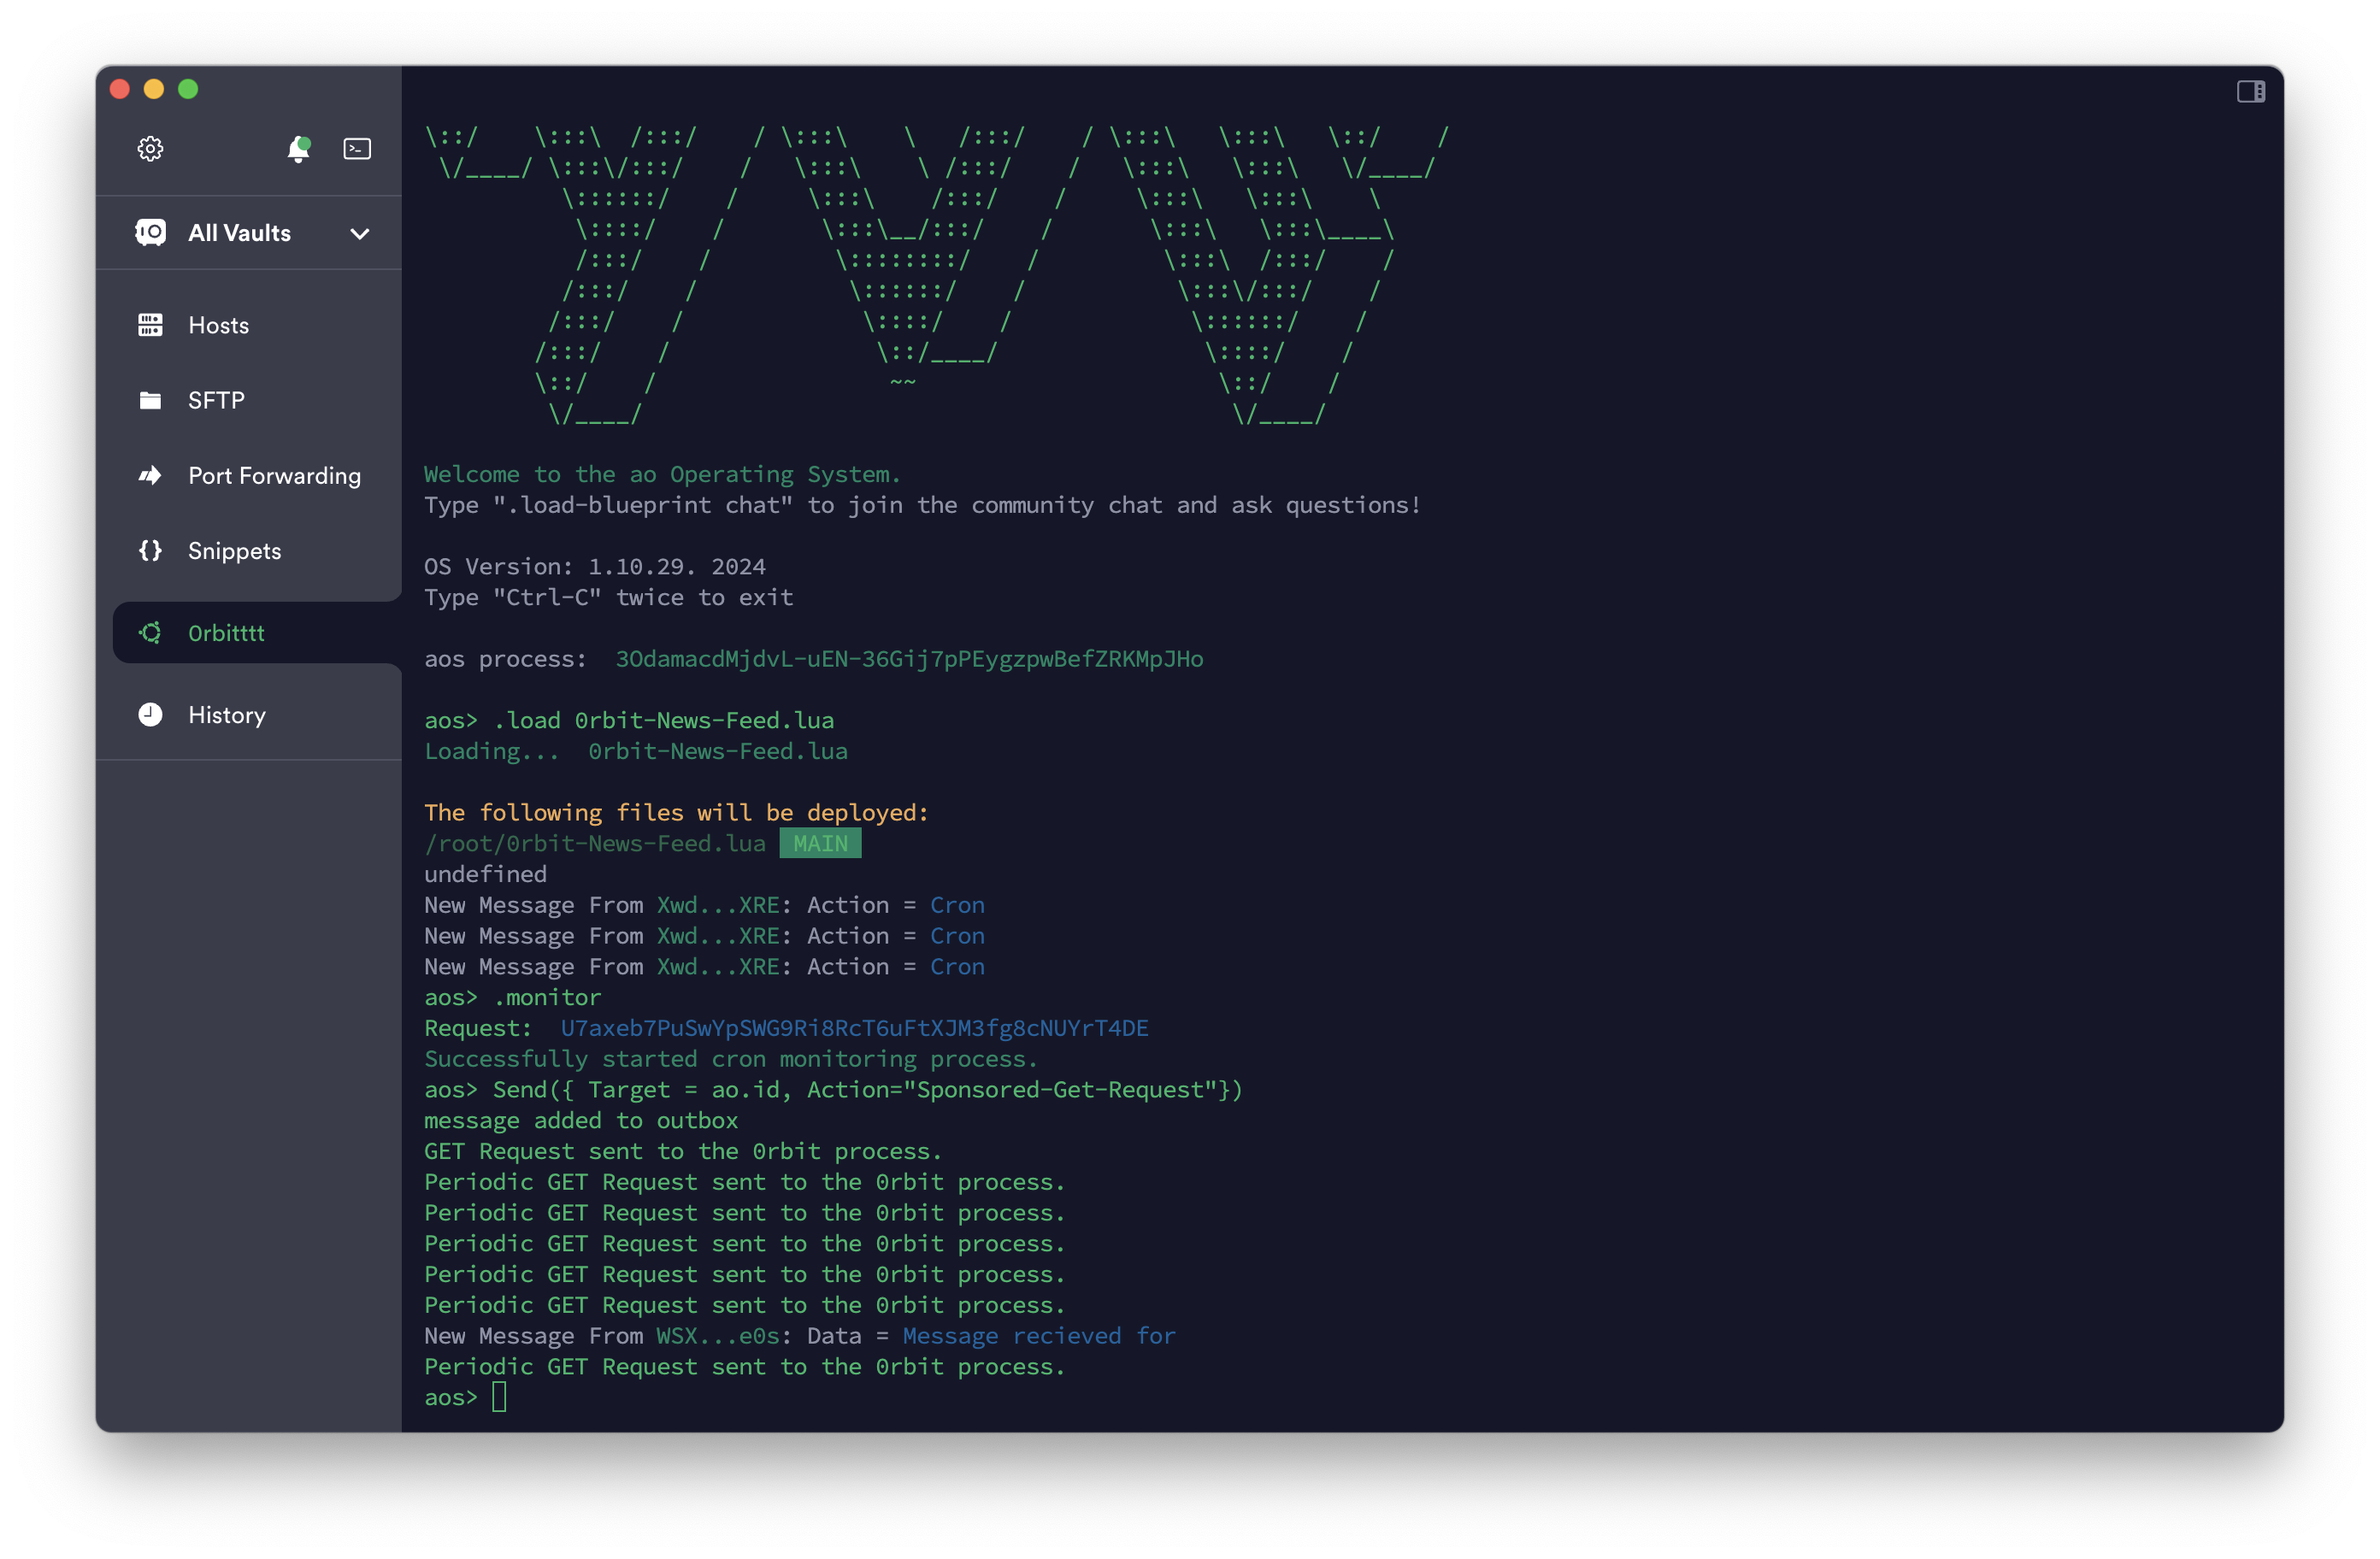 All Vaults
Hosts
SFTP
Port Forwarding
Snippets
0rbitttt
History
\::/    \:::\  /:::/    / \:::\    \   /:::/    / \:::\   \:::\   \::/    /
 \/____/ \:::\/:::/    /   \:::\    \ /:::/    /   \:::\   \:::\   \/____/
          \::::::/    /     \:::\    /:::/    /     \:::\   \:::\    \
           \::::/    /       \:::\__/:::/    /       \:::\   \:::\____\
           /:::/    /         \::::::::/    /         \:::\  /:::/    /
          /:::/    /           \::::::/    /           \:::\/:::/    /
         /:::/    /             \::::/    /             \::::::/    /
        /:::/    /               \::/____/               \::::/    /
        \::/    /                 ~~                      \::/    /
         \/____/                                           \/____/
Welcome to the ao Operating System.
Type ".load-blueprint chat" to join the community chat and ask questions!
OS Version: 1.10.29. 2024
Type "Ctrl-C" twice to exit
aos process:  3OdamacdMjdvL-uEN-36Gij7pPEygzpwBefZRKMpJHo
aos> .load 0rbit-News-Feed.lua
Loading...  0rbit-News-Feed.lua
The following files will be deployed:
/root/0rbit-News-Feed.lua MAIN
undefined
New Message From Xwd...XRE: Action = Cron
New Message From Xwd...XRE: Action = Cron
New Message From Xwd...XRE: Action = Cron
aos> .monitor
Request:  U7axeb7PuSwYpSWG9Ri8RcT6uFtXJM3fg8cNUYrT4DE
Successfully started cron monitoring process.
aos> Send({ Target = ao.id, Action="Sponsored-Get-Request"})
message added to outbox
GET Request sent to the 0rbit process.
Periodic GET Request sent to the 0rbit process.
Periodic GET Request sent to the 0rbit process.
Periodic GET Request sent to the 0rbit process.
Periodic GET Request sent to the 0rbit process.
Periodic GET Request sent to the 0rbit process.
New Message From WSX...e0s: Data = Message recieved for
Periodic GET Request sent to the 0rbit process.
aos>